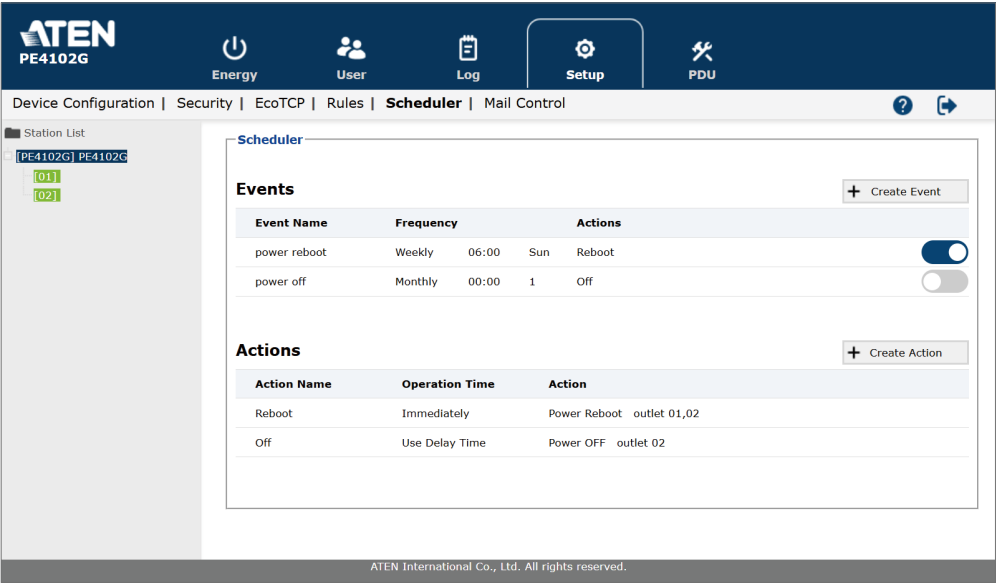 ATEN
PE4102G
Energy User Log Setup PDU
Device Configuration | Security | EcoTCP | Rules | Scheduler | Mail Control ?
Station List
[PE4102G] PE4102G
[01]
[02]
Scheduler
Events + Create Event
Event Name Frequency Actions
power reboot Weekly 06:00 Sun Reboot
power off Monthly 00:00 1 Off
Actions + Create Action
Action Name Operation Time Action
Reboot Immediately Power Reboot outlet 01,02
Off Use Delay Time Power OFF outlet 02
ATEN International Co., Ltd. All rights reserved.